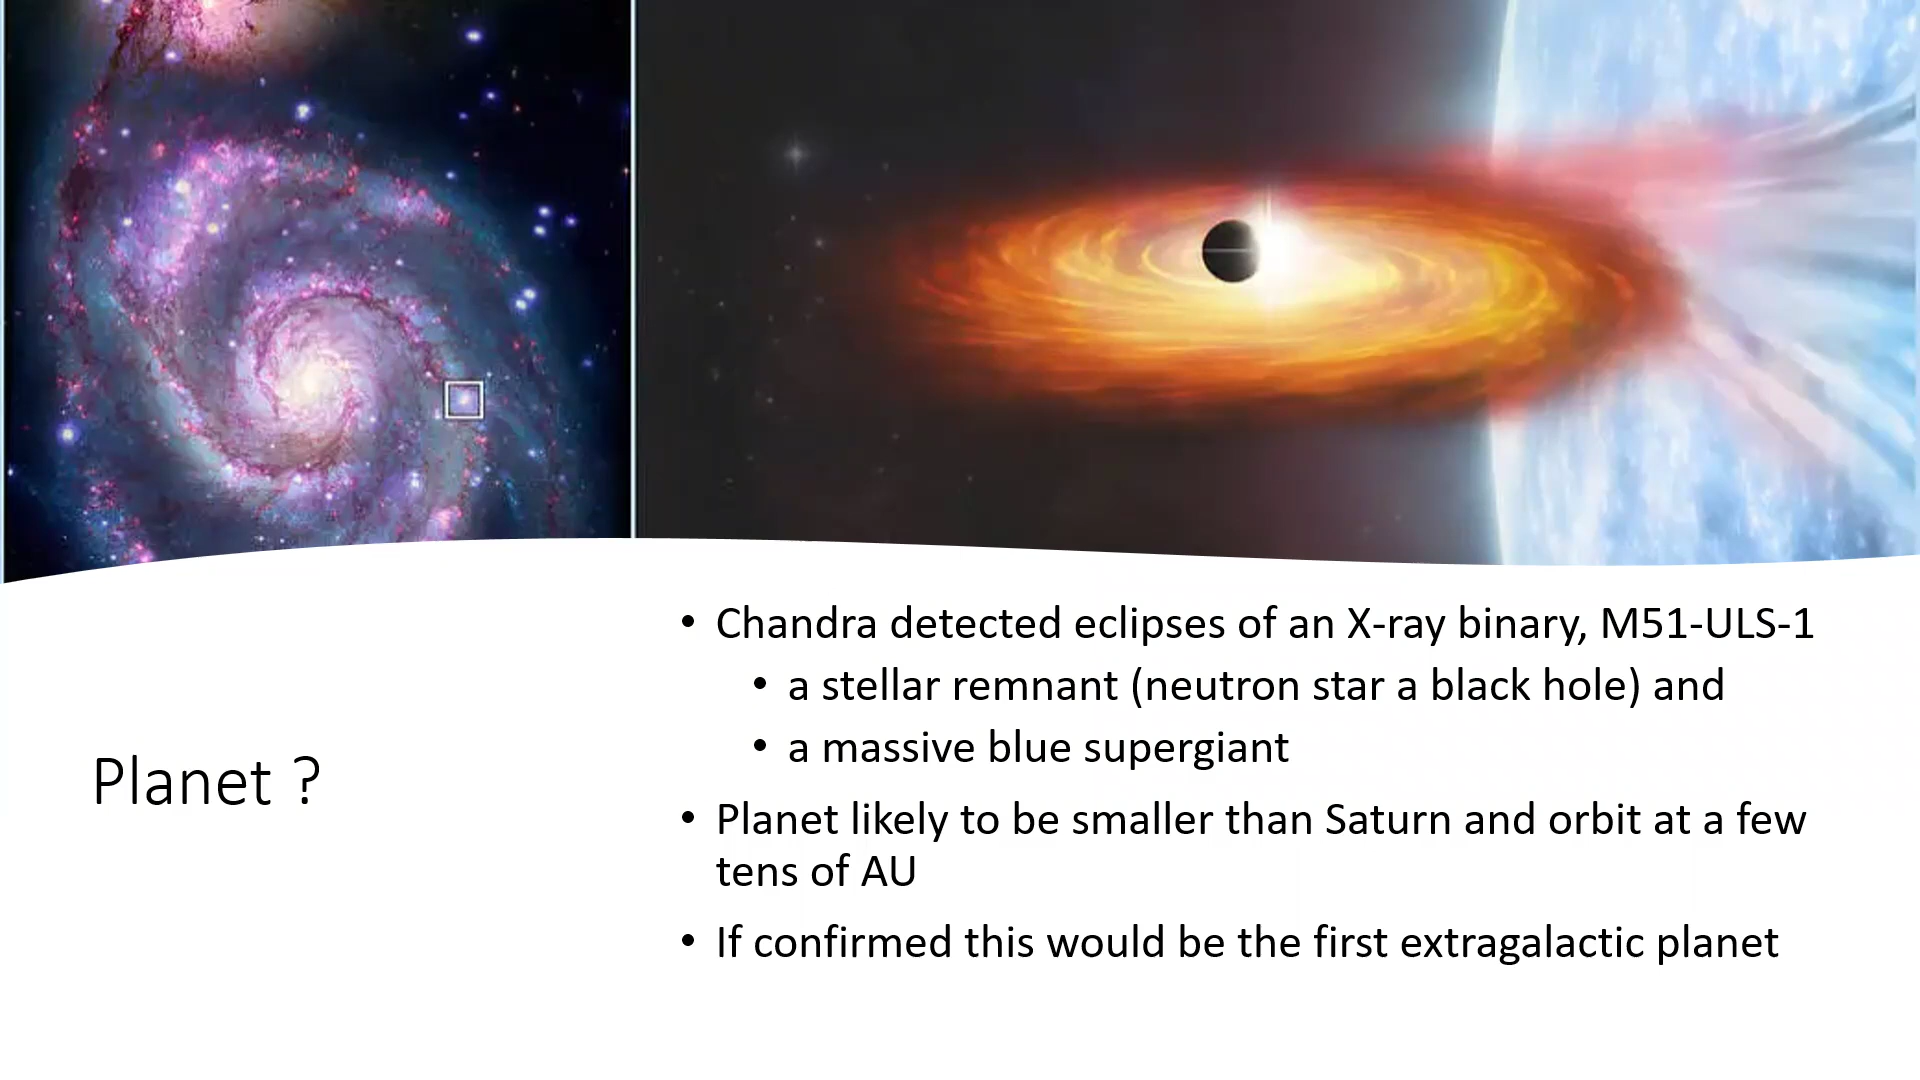 Planet ?
• Chandra detected eclipses of an X-ray binary, M51-ULS-1
• a stellar remnant (neutron star a black hole) and
• a massive blue supergiant
• Planet likely to be smaller than Saturn and orbit at a few
tens of AU
• If confirmed this would be the first extragalactic planet